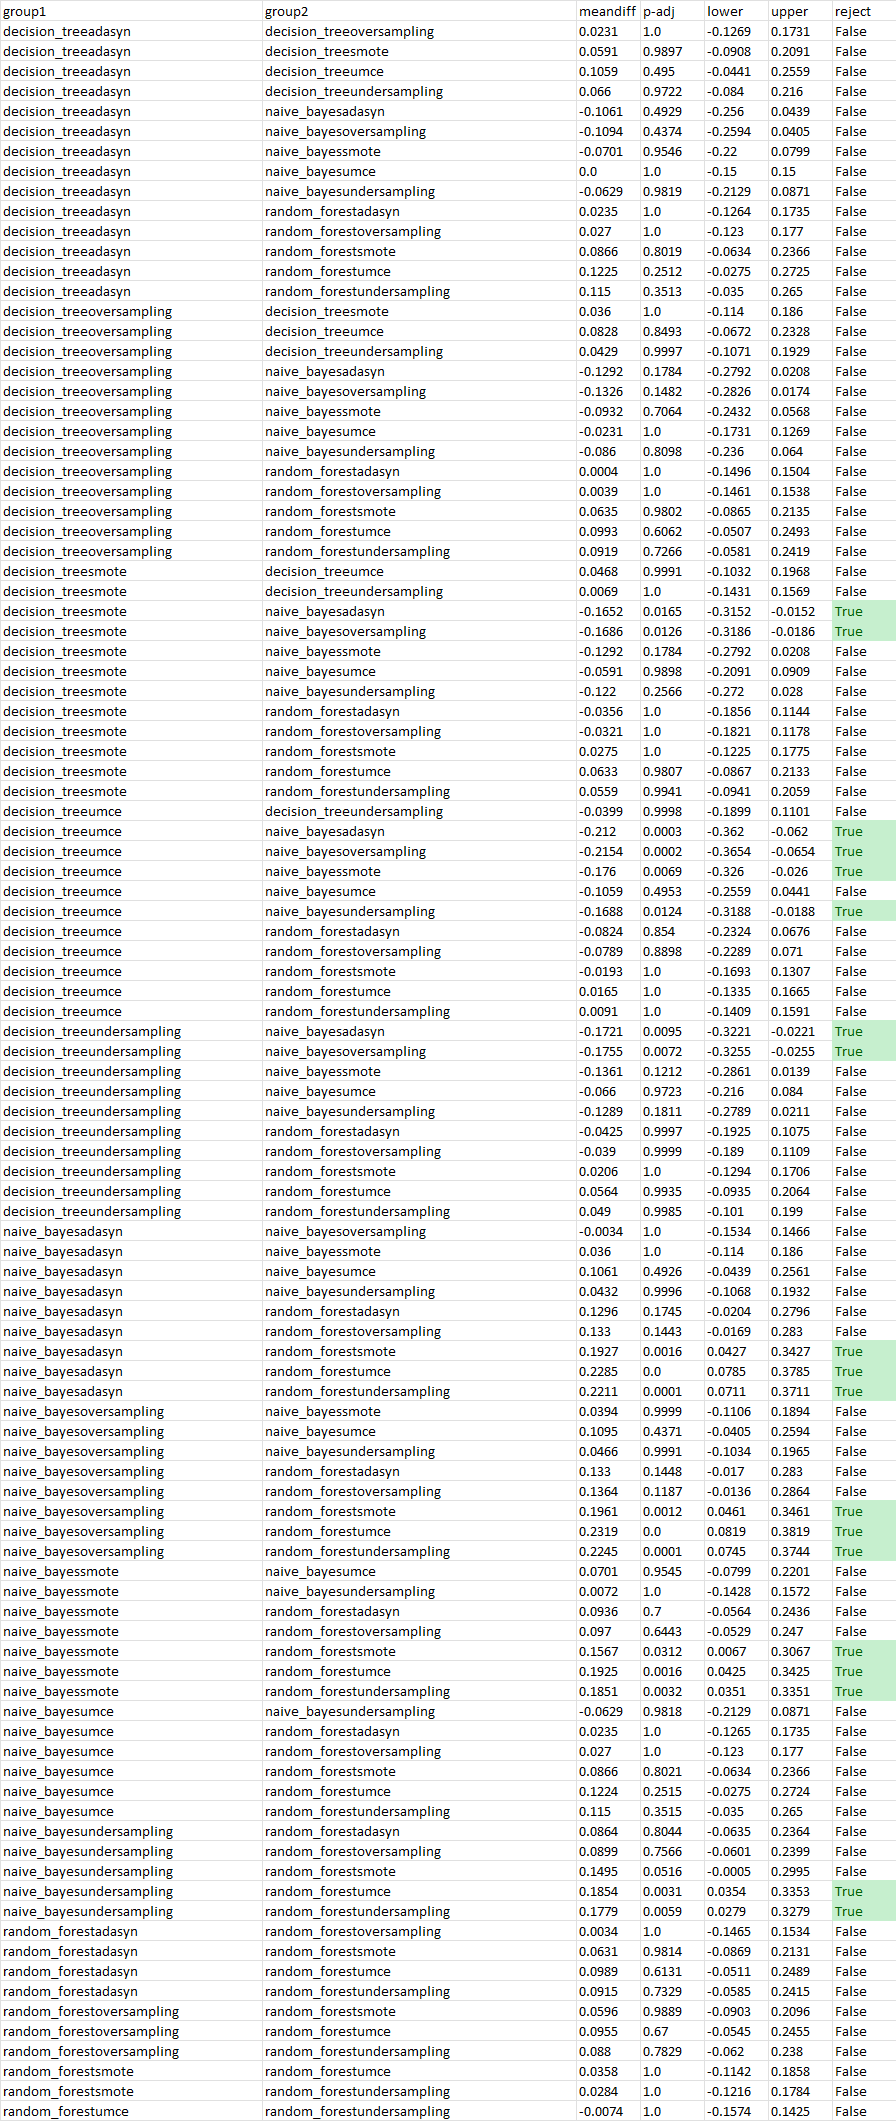 group1 group2 meandiff p-adj lower upper reject
decision_treeadasyn decision_treeoversampling 0.0231 1.0 -0.1269 0.1731 False
decision_treeadasyn decision_treesmote 0.0591 0.9897 -0.0908 0.2091 False
decision_treeadasyn decision_treeumce 0.1059 0.495 -0.0441 0.2559 False
decision_treeadasyn decision_treeundersampling 0.066 0.9722 -0.084 0.216 False
decision_treeadasyn naive_bayesadasyn -0.1061 0.4929 -0.256 0.0439 False
decision_treeadasyn naive_bayesoversampling -0.1094 0.4374 -0.2594 0.0405 False
decision_treeadasyn naive_bayessmote -0.0701 0.9546 -0.22 0.0799 False
decision_treeadasyn naive_bayesumce 0.0 1.0 -0.15 0.15 False
decision_treeadasyn naive_bayesundersampling -0.0629 0.9819 -0.2129 0.0871 False
decision_treeadasyn random_forestadasyn 0.0235 1.0 -0.1264 0.1735 False
decision_treeadasyn random_forestoversampling 0.027 1.0 -0.123 0.177 False
decision_treeadasyn random_forestsmote 0.0866 0.8019 -0.0634 0.2366 False
decision_treeadasyn random_forestumce 0.1225 0.2512 -0.0275 0.2725 False
decision_treeadasyn random_forestundersampling 0.115 0.3513 -0.035 0.265 False
decision_treeoversampling decision_treesmote 0.036 1.0 -0.114 0.186 False
decision_treeoversampling decision_treeumce 0.0828 0.8493 -0.0672 0.2328 False
decision_treeoversampling decision_treeundersampling 0.0429 0.9997 -0.1071 0.1929 False
decision_treeoversampling naive_bayesadasyn -0.1292 0.1784 -0.2792 0.0208 False
decision_treeoversampling naive_bayesoversampling -0.1326 0.1482 -0.2826 0.0174 False
decision_treeoversampling naive_bayessmote -0.0932 0.7064 -0.2432 0.0568 False
decision_treeoversampling naive_bayesumce -0.0231 1.0 -0.1731 0.1269 False
decision_treeoversampling naive_bayesundersampling -0.086 0.8098 -0.236 0.064 False
decision_treeoversampling random_forestadasyn 0.0004 1.0 -0.1496 0.1504 False
decision_treeoversampling random_forestoversampling 0.0039 1.0 -0.1461 0.1538 False
decision_treeoversampling random_forestsmote 0.0635 0.9802 -0.0865 0.2135 False
decision_treeoversampling random_forestumce 0.0993 0.6062 -0.0507 0.2493 False
decision_treeoversampling random_forestundersampling 0.0919 0.7266 -0.0581 0.2419 False
decision_treesmote decision_treeumce 0.0468 0.9991 -0.1032 0.1968 False
decision_treesmote decision_treeundersampling 0.0069 1.0 -0.1431 0.1569 False
decision_treesmote naive_bayesadasyn -0.1652 0.0165 -0.3152 -0.0152 True
decision_treesmote naive_bayesoversampling -0.1686 0.0126 -0.3186 -0.0186 True
decision_treesmote naive_bayessmote -0.1292 0.1784 -0.2792 0.0208 False
decision_treesmote naive_bayesumce -0.0591 0.9898 -0.2091 0.0909 False
decision_treesmote naive_bayesundersampling -0.122 0.2566 -0.272 0.028 False
decision_treesmote random_forestadasyn -0.0356 1.0 -0.1856 0.1144 False
decision_treesmote random_forestoversampling -0.0321 1.0 -0.1821 0.1178 False
decision_treesmote random_forestsmote 0.0275 1.0 -0.1225 0.1775 False
decision_treesmote random_forestumce 0.0633 0.9807 -0.0867 0.2133 False
decision_treesmote random_forestundersampling 0.0559 0.9941 -0.0941 0.2059 False
decision_treeumce decision_treeundersampling -0.0399 0.9998 -0.1899 0.1101 False
decision_treeumce naive_bayesadasyn -0.212 0.0003 -0.362 -0.062 True
decision_treeumce naive_bayesoversampling -0.2154 0.0002 -0.3654 -0.0654 True
decision_treeumce naive_bayessmote -0.176 0.0069 -0.326 -0.026 True
decision_treeumce naive_bayesumce -0.1059 0.4953 -0.2559 0.0441 False
decision_treeumce naive_bayesundersampling -0.1688 0.0124 -0.3188 -0.0188 True
decision_treeumce random_forestadasyn -0.0824 0.854 -0.2324 0.0676 False
decision_treeumce random_forestoversampling -0.0789 0.8898 -0.2289 0.071 False
decision_treeumce random_forestsmote -0.0193 1.0 -0.1693 0.1307 False
decision_treeumce random_forestumce 0.0165 1.0 -0.1335 0.1665 False
decision_treeumce random_forestundersampling 0.0091 1.0 -0.1409 0.1591 False
decision_treeundersampling naive_bayesadasyn -0.1721 0.0095 -0.3221 -0.0221 True
decision_treeundersampling naive_bayesoversampling -0.1755 0.0072 -0.3255 -0.0255 True
decision_treeundersampling naive_bayessmote -0.1361 0.1212 -0.2861 0.0139 False
decision_treeundersampling naive_bayesumce -0.066 0.9723 -0.216 0.084 False
decision_treeundersampling naive_bayesundersampling -0.1289 0.1811 -0.2789 0.0211 False
decision_treeundersampling random_forestadasyn -0.0425 0.9997 -0.1925 0.1075 False
decision_treeundersampling random_forestoversampling -0.039 0.9999 -0.189 0.1109 False
decision_treeundersampling random_forestsmote 0.0206 1.0 -0.1294 0.1706 False
decision_treeundersampling random_forestumce 0.0564 0.9935 -0.0935 0.2064 False
decision_treeundersampling random_forestundersampling 0.049 0.9985 -0.101 0.199 False
naive_bayesadasyn naive_bayesoversampling -0.0034 1.0 -0.1534 0.1466 False
naive_bayesadasyn naive_bayessmote 0.036 1.0 -0.114 0.186 False
naive_bayesadasyn naive_bayesumce 0.1061 0.4926 -0.0439 0.2561 False
naive_bayesadasyn naive_bayesundersampling 0.0432 0.9996 -0.1068 0.1932 False
naive_bayesadasyn random_forestadasyn 0.1296 0.1745 -0.0204 0.2796 False
naive_bayesadasyn random_forestoversampling 0.133 0.1443 -0.0169 0.283 False
naive_bayesadasyn random_forestsmote 0.1927 0.0016 0.0427 0.3427 True
naive_bayesadasyn random_forestumce 0.2285 0.0 0.0785 0.3785 True
naive_bayesadasyn random_forestundersampling 0.2211 0.0001 0.0711 0.3711 True
naive_bayesoversampling naive_bayessmote 0.0394 0.9999 -0.1106 0.1894 False
naive_bayesoversampling naive_bayesumce 0.1095 0.4371 -0.0405 0.2594 False
naive_bayesoversampling naive_bayesundersampling 0.0466 0.9991 -0.1034 0.1965 False
naive_bayesoversampling random_forestadasyn 0.133 0.1448 -0.017 0.283 False
naive_bayesoversampling random_forestoversampling 0.1364 0.1187 -0.0136 0.2864 False
naive_bayesoversampling random_forestsmote 0.1961 0.0012 0.0461 0.3461 True
naive_bayesoversampling random_forestumce 0.2319 0.0 0.0819 0.3819 True
naive_bayesoversampling random_forestundersampling 0.2245 0.0001 0.0745 0.3744 True
naive_bayessmote naive_bayesumce 0.0701 0.9545 -0.0799 0.2201 False
naive_bayessmote naive_bayesundersampling 0.0072 1.0 -0.1428 0.1572 False
naive_bayessmote random_forestadasyn 0.0936 0.7 -0.0564 0.2436 False
naive_bayessmote random_forestoversampling 0.097 0.6443 -0.0529 0.247 False
naive_bayessmote random_forestsmote 0.1567 0.0312 0.0067 0.3067 True
naive_bayessmote random_forestumce 0.1925 0.0016 0.0425 0.3425 True
naive_bayessmote random_forestundersampling 0.1851 0.0032 0.0351 0.3351 True
naive_bayesumce naive_bayesundersampling -0.0629 0.9818 -0.2129 0.0871 False
naive_bayesumce random_forestadasyn 0.0235 1.0 -0.1265 0.1735 False
naive_bayesumce random_forestoversampling 0.027 1.0 -0.123 0.177 False
naive_bayesumce random_forestsmote 0.0866 0.8021 -0.0634 0.2366 False
naive_bayesumce random_forestumce 0.1224 0.2515 -0.0275 0.2724 False
naive_bayesumce random_forestundersampling 0.115 0.3515 -0.035 0.265 False
naive_bayesundersampling random_forestadasyn 0.0864 0.8044 -0.0635 0.2364 False
naive_bayesundersampling random_forestoversampling 0.0899 0.7566 -0.0601 0.2399 False
naive_bayesundersampling random_forestsmote 0.1495 0.0516 -0.0005 0.2995 False
naive_bayesundersampling random_forestumce 0.1854 0.0031 0.0354 0.3353 True
naive_bayesundersampling random_forestundersampling 0.1779 0.0059 0.0279 0.3279 True
random_forestadasyn random_forestoversampling 0.0034 1.0 -0.1465 0.1534 False
random_forestadasyn random_forestsmote 0.0631 0.9814 -0.0869 0.2131 False
random_forestadasyn random_forestumce 0.0989 0.6131 -0.0511 0.2489 False
random_forestadasyn random_forestundersampling 0.0915 0.7329 -0.0585 0.2415 False
random_forestoversampling random_forestsmote 0.0596 0.9889 -0.0903 0.2096 False
random_forestoversampling random_forestumce 0.0955 0.67 -0.0545 0.2455 False
random_forestoversampling random_forestundersampling 0.088 0.7829 -0.062 0.238 False
random_forestsmote random_forestumce 0.0358 1.0 -0.1142 0.1858 False
random_forestsmote random_forestundersampling 0.0284 1.0 -0.1216 0.1784 False
random_forestumce random_forestundersampling -0.0074 1.0 -0.1574 0.1425 False